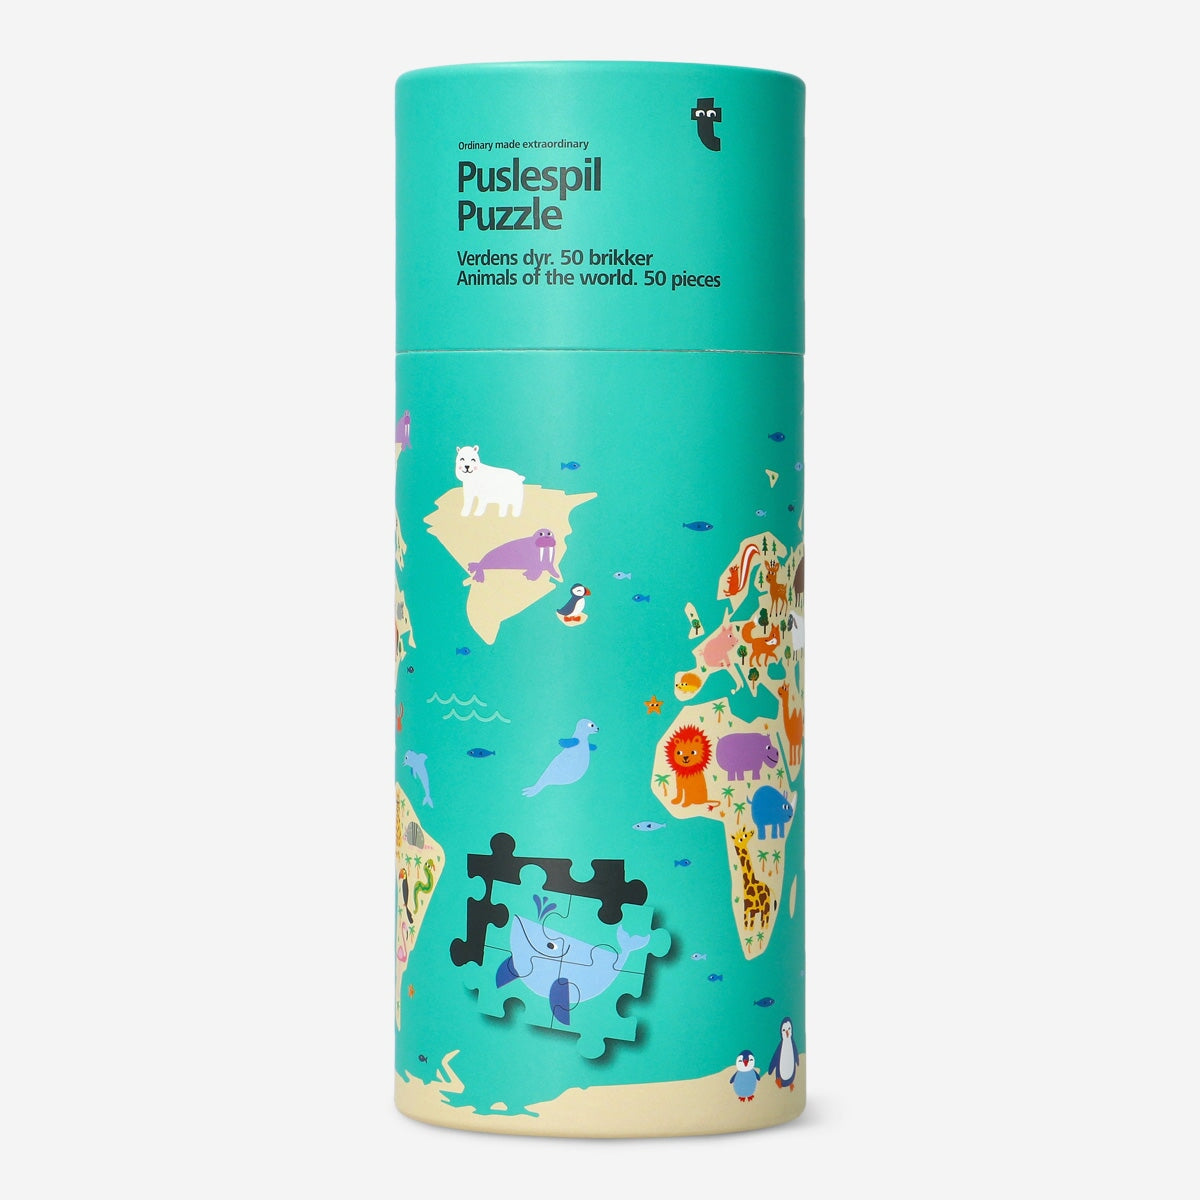 Ordinary made extraordinary
Puslespil
Puzzle
Verdens dyr. 50 brikker
Animals of the world. 50 pieces